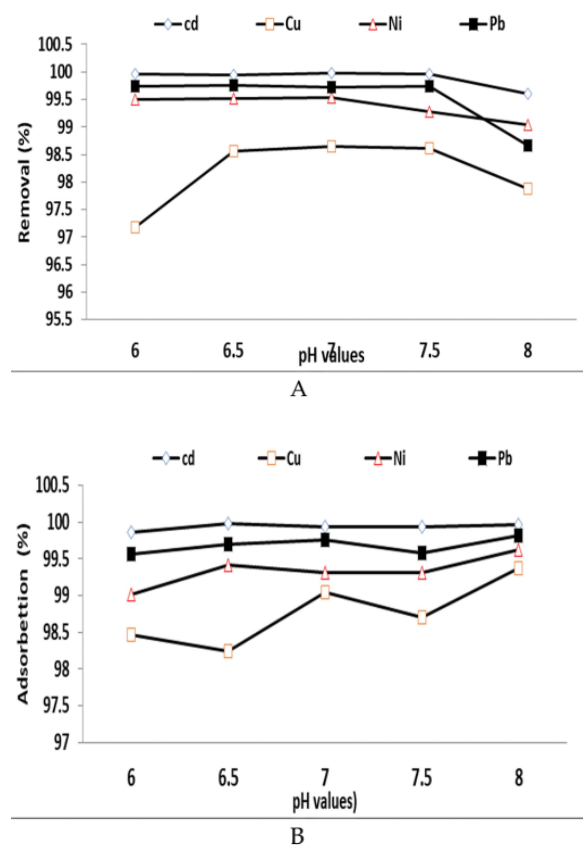 cd Cu Ni Pb
100.5
100
99.5
99
98.5
98
97.5
97
96.5
96
95.5
Removal (%)
6 6.5 7 7.5 8
pH values
A
cd Cu Ni Pb
100.5
100
99.5
99
98.5
98
97.5
97
Adsorbettion (%)
6 6.5 7 7.5 8
pH values)
B